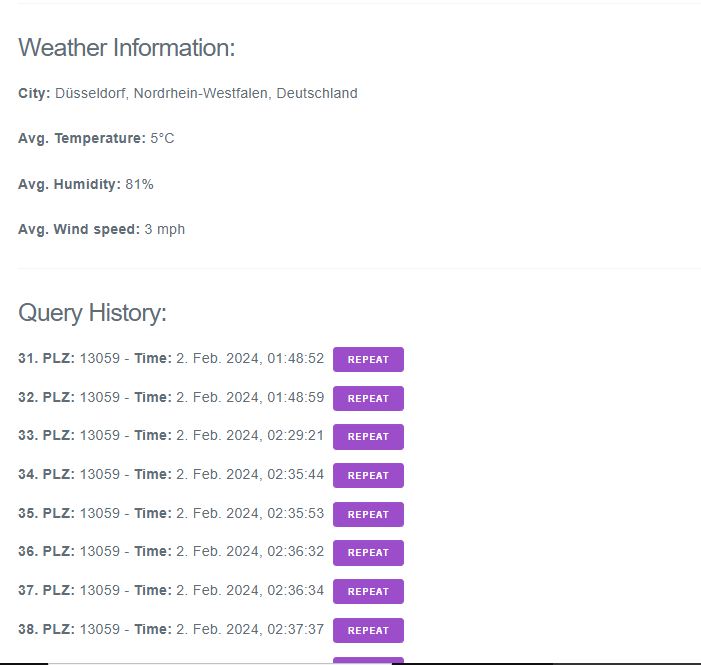 Weather Information:
City: Düsseldorf, Nordrhein-Westfalen, Deutschland
Avg. Temperature: 5°C
Avg. Humidity: 81%
Avg. Wind speed: 3 mph
Query History:
31. PLZ: 13059 - Time: 2. Feb. 2024, 01:48:52 REPEAT
32. PLZ: 13059 - Time: 2. Feb. 2024, 01:48:59 REPEAT
33. PLZ: 13059 - Time: 2. Feb. 2024, 02:29:21 REPEAT
34. PLZ: 13059 - Time: 2. Feb. 2024, 02:35:44 REPEAT
35. PLZ: 13059 - Time: 2. Feb. 2024, 02:35:53 REPEAT
36. PLZ: 13059 - Time: 2. Feb. 2024, 02:36:32 REPEAT
37. PLZ: 13059 - Time: 2. Feb. 2024, 02:36:34 REPEAT
38. PLZ: 13059 - Time: 2. Feb. 2024, 02:37:37 REPEAT